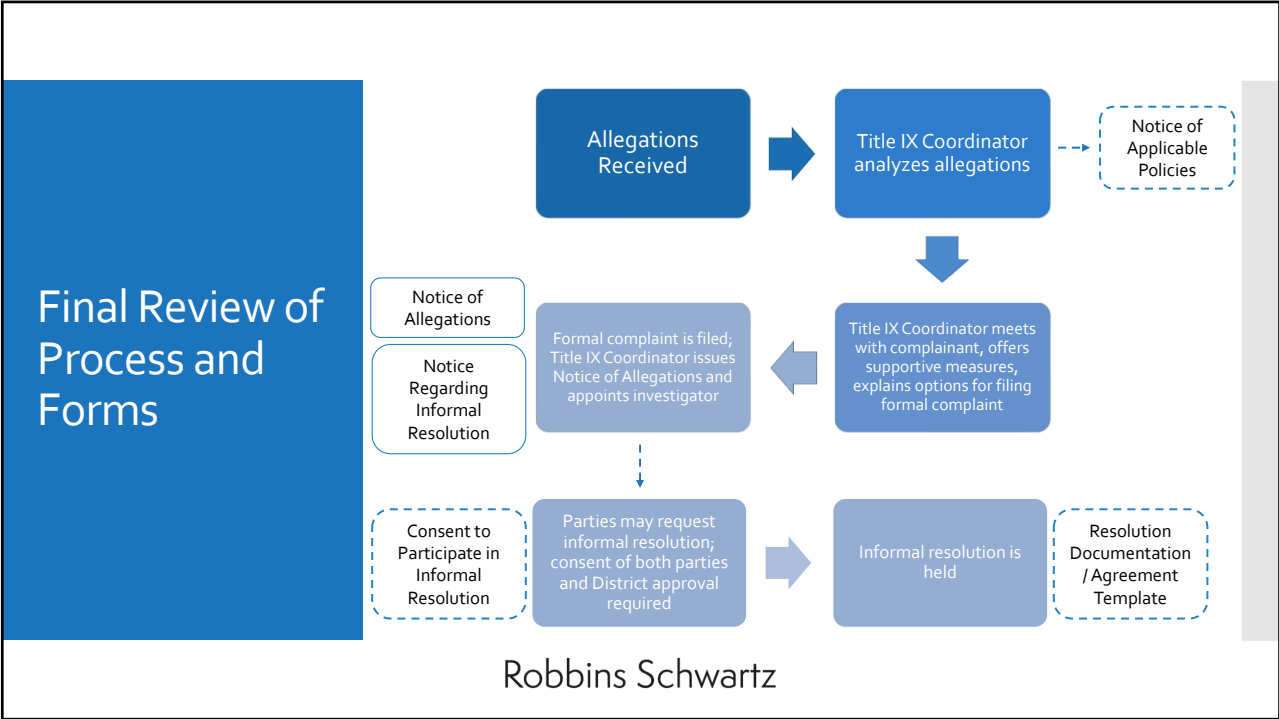 Final Review of
Process and
Forms
Allegations
Received
Title IX Coordinator
analyzes allegations
Notice of
Applicable
Policies
Title IX Coordinator meets
with complainant, offers
supportive measures,
explains options for filing
formal complaint
Formal complaint is filed;
Title IX Coordinator issues
Notice of Allegations and
appoints investigator
Notice of
Allegations
Notice
Regarding
Informal
Resolution
Consent to
Participate in
Informal
Resolution
Parties may request
informal resolution;
consent of both parties
and District approval
required
Informal resolution is
held
Resolution
Documentation
/ Agreement
Template
Robbins Schwartz